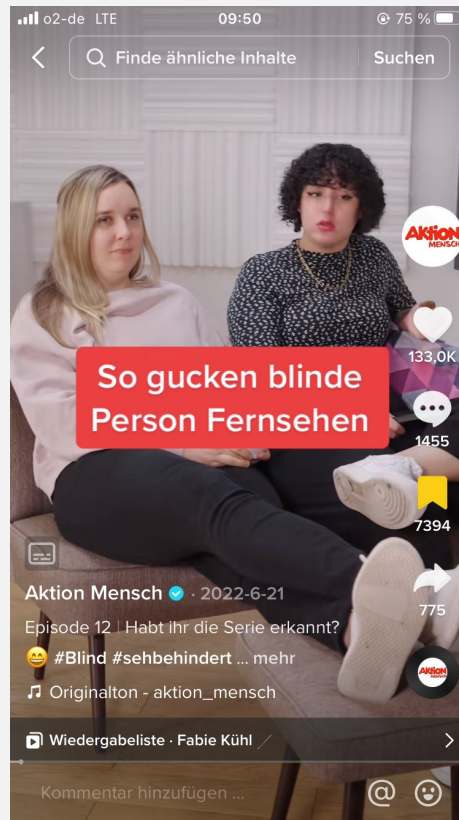 o2-de LTE 09:50 75 %
Finde ähnliche Inhalte Suchen
AKTION
MENSCH
133,0K
So gucken blinde
Person Fernsehen
1455
7394
775
Aktion Mensch · 2022-6-21
Episode 12 | Habt ihr die Serie erkannt?
😄 #Blind #sehbehindert ... mehr
AKTION
MENSCH
Originalton - aktion_mensch
Wiedergabeliste · Fabie Kühl
Kommentar hinzufügen ...